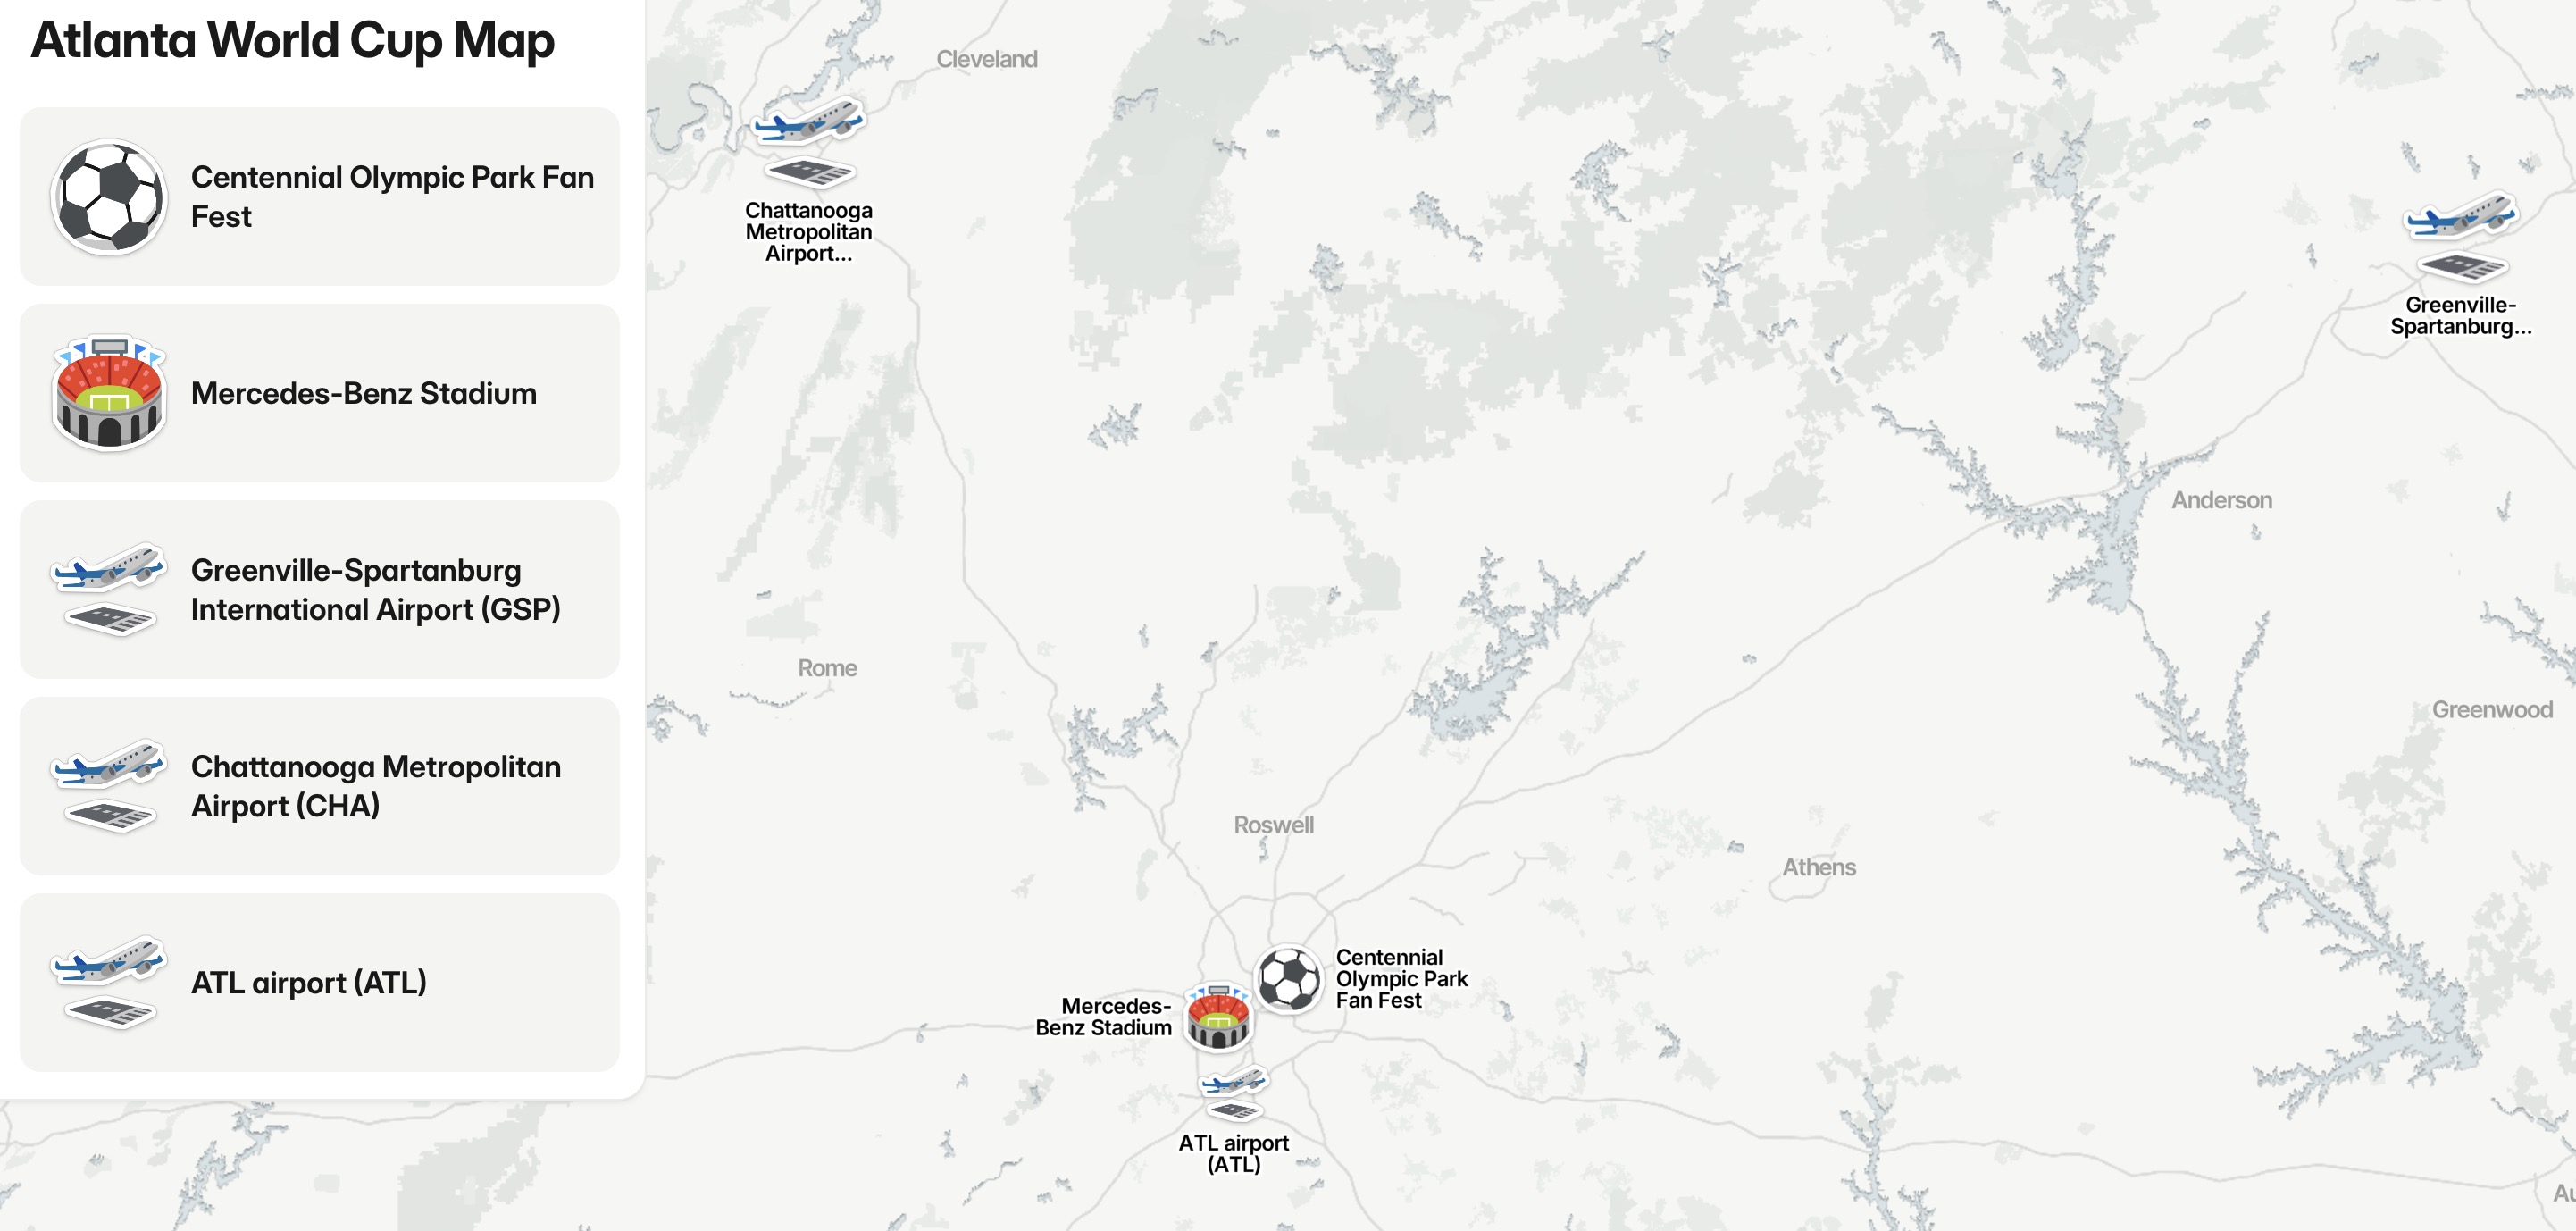 Atlanta World Cup Map
Centennial Olympic Park Fan
Fest
Mercedes-Benz Stadium
Greenville-Spartanburg
International Airport (GSP)
Chattanooga Metropolitan
Airport (CHA)
ATL airport (ATL)
Cleveland
Chattanooga
Metropolitan
Airport...
Greenville-
Spartanburg...
Anderson
Rome
Greenwood
Roswell
Athens
Centennial
Olympic Park
Fan Fest
Mercedes-
Benz Stadium
ATL airport
(ATL)
Au